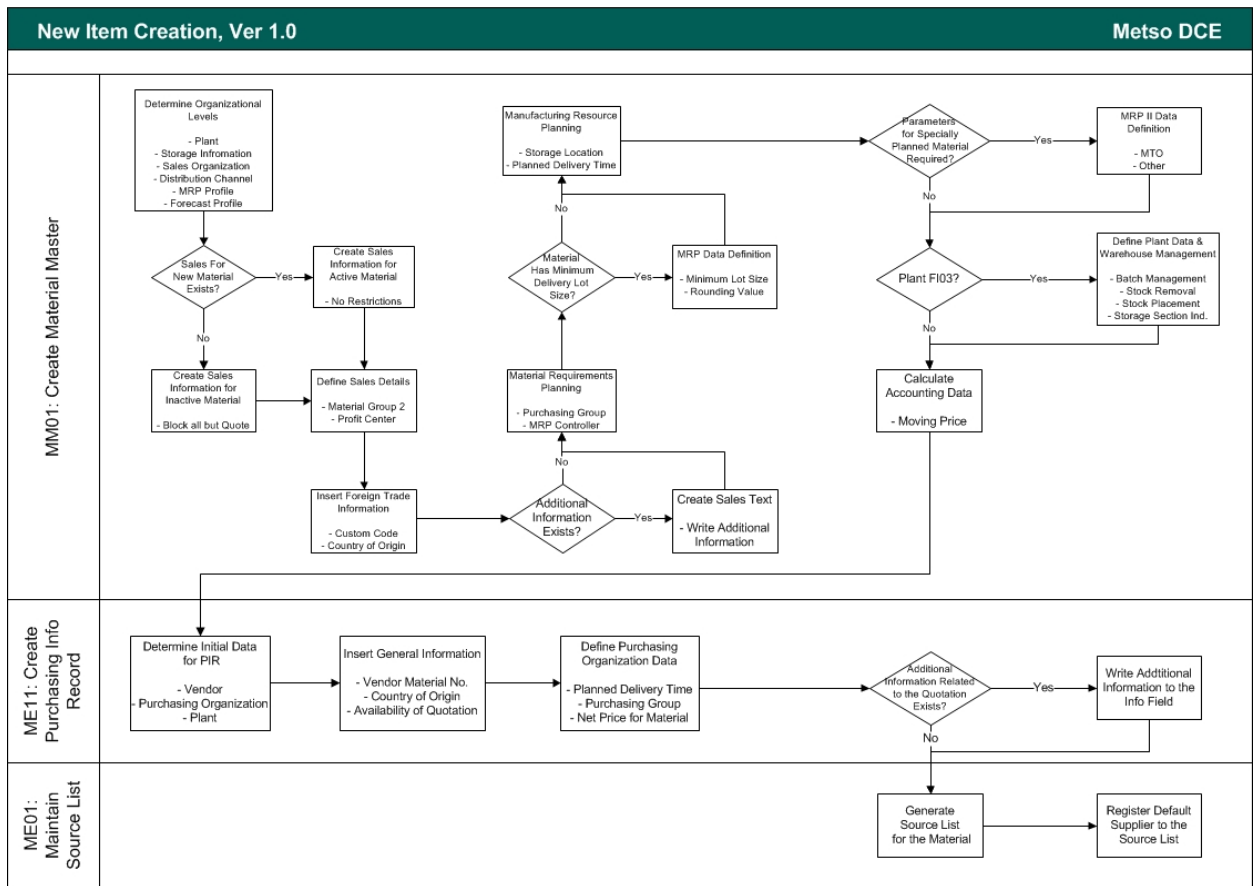 New Item Creation, Ver 1.0
Metso DCE
MM01: Create Material Master
Determine Organizational
Levels
- Plant
- Storage Infromation
- Sales Organization
- Distribution Channel
- MRP Profile
- Forecast Profile
Sales For
New Material
Exists?
Yes
Create Sales
Information for
Active Material
- No Restrictions
No
Create Sales
Information for
Inactive Material
- Block all but Quote
Define Sales Details
- Material Group 2
- Profit Center
Insert Foreign Trade
Information
- Custom Code
- Country of Origin
Additional
Information
Exists?
Yes
Create Sales Text
- Write Additional
Information
No
Material Requirements
Planning
- Purchasing Group
- MRP Controller
Material
Has Minimum
Delivery Lot
Size?
Yes
MRP Data Definition
- Minimum Lot Size
- Rounding Value
No
Manufacturing Resource
Planning
- Storage Location
- Planned Delivery Time
Parameters
for Specially
Planned Material
Required?
Yes
MRP II Data
Definition
- MTO
- Other
No
Plant FI03?
Yes
Define Plant Data &
Warehouse Management
- Batch Management
- Stock Removal
- Stock Placement
- Storage Section Ind.
No
Calculate
Accounting Data
- Moving Price
ME11: Create
Purchasing Info
Record
Determine Initial Data
for PIR
- Vendor
- Purchasing Organization
- Plant
Insert General Information
- Vendor Material No.
- Country of Origin
- Availability of Quotation
Define Purchasing
Organization Data
- Planned Delivery Time
- Purchasing Group
- Net Price for Material
Additional
Information Related
to the Quotation
Exists?
Yes
Write Addtitional
Information to the
Info Field
No
ME01:
Maintain
Source List
Generate
Source List
for the Material
Register Default
Supplier to the
Source List